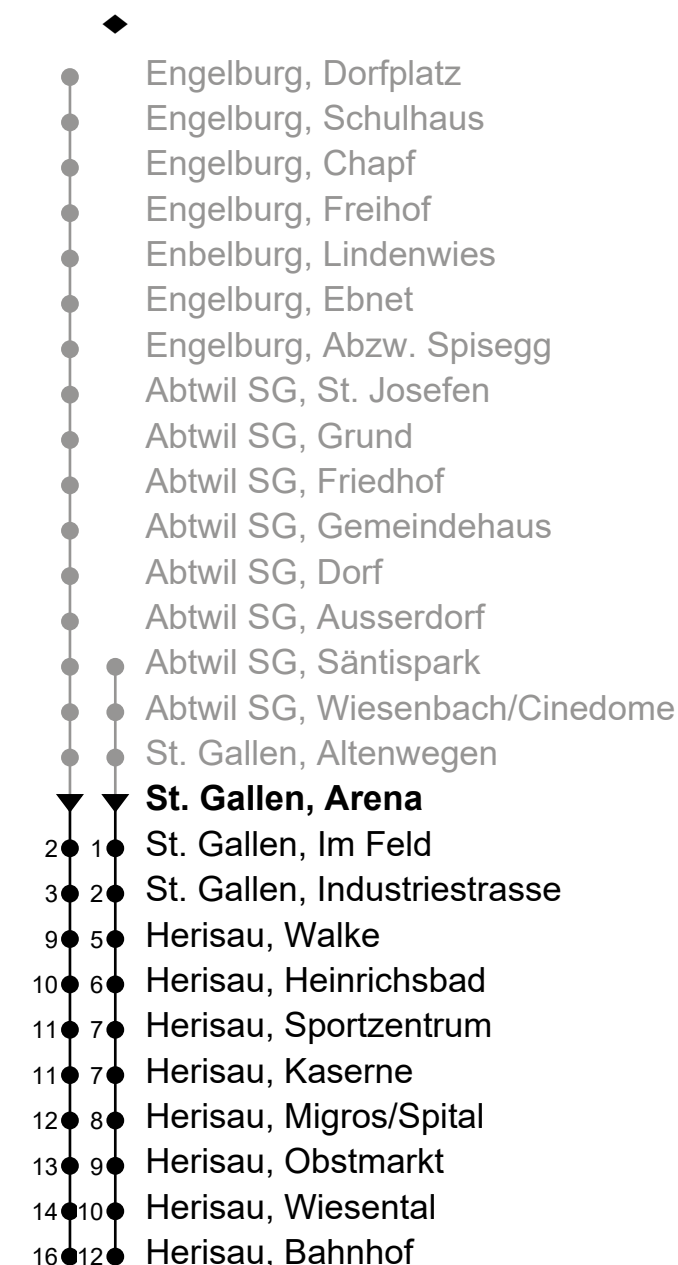 Engelburg, Dorfplatz
Engelburg, Schulhaus
Engelburg, Chapf
Engelburg, Freihof
Enbelburg, Lindenwies
Engelburg, Ebnet
Engelburg, Abzw. Spisegg
Abtwil SG, St. Josefen
Abtwil SG, Grund
Abtwil SG, Friedhof
Abtwil SG, Gemeindehaus
Abtwil SG, Dorf
Abtwil SG, Ausserdorf
Abtwil SG, Säntispark
Abtwil SG, Wiesenbach/Cinedome
St. Gallen, Altenwegen
St. Gallen, Arena
2 1 St. Gallen, Im Feld
3 2 St. Gallen, Industriestrasse
9 5 Herisau, Walke
10 6 Herisau, Heinrichsbad
11 7 Herisau, Sportzentrum
11 7 Herisau, Kaserne
12 8 Herisau, Migros/Spital
13 9 Herisau, Obstmarkt
14 10 Herisau, Wiesental
16 12 Herisau, Bahnhof